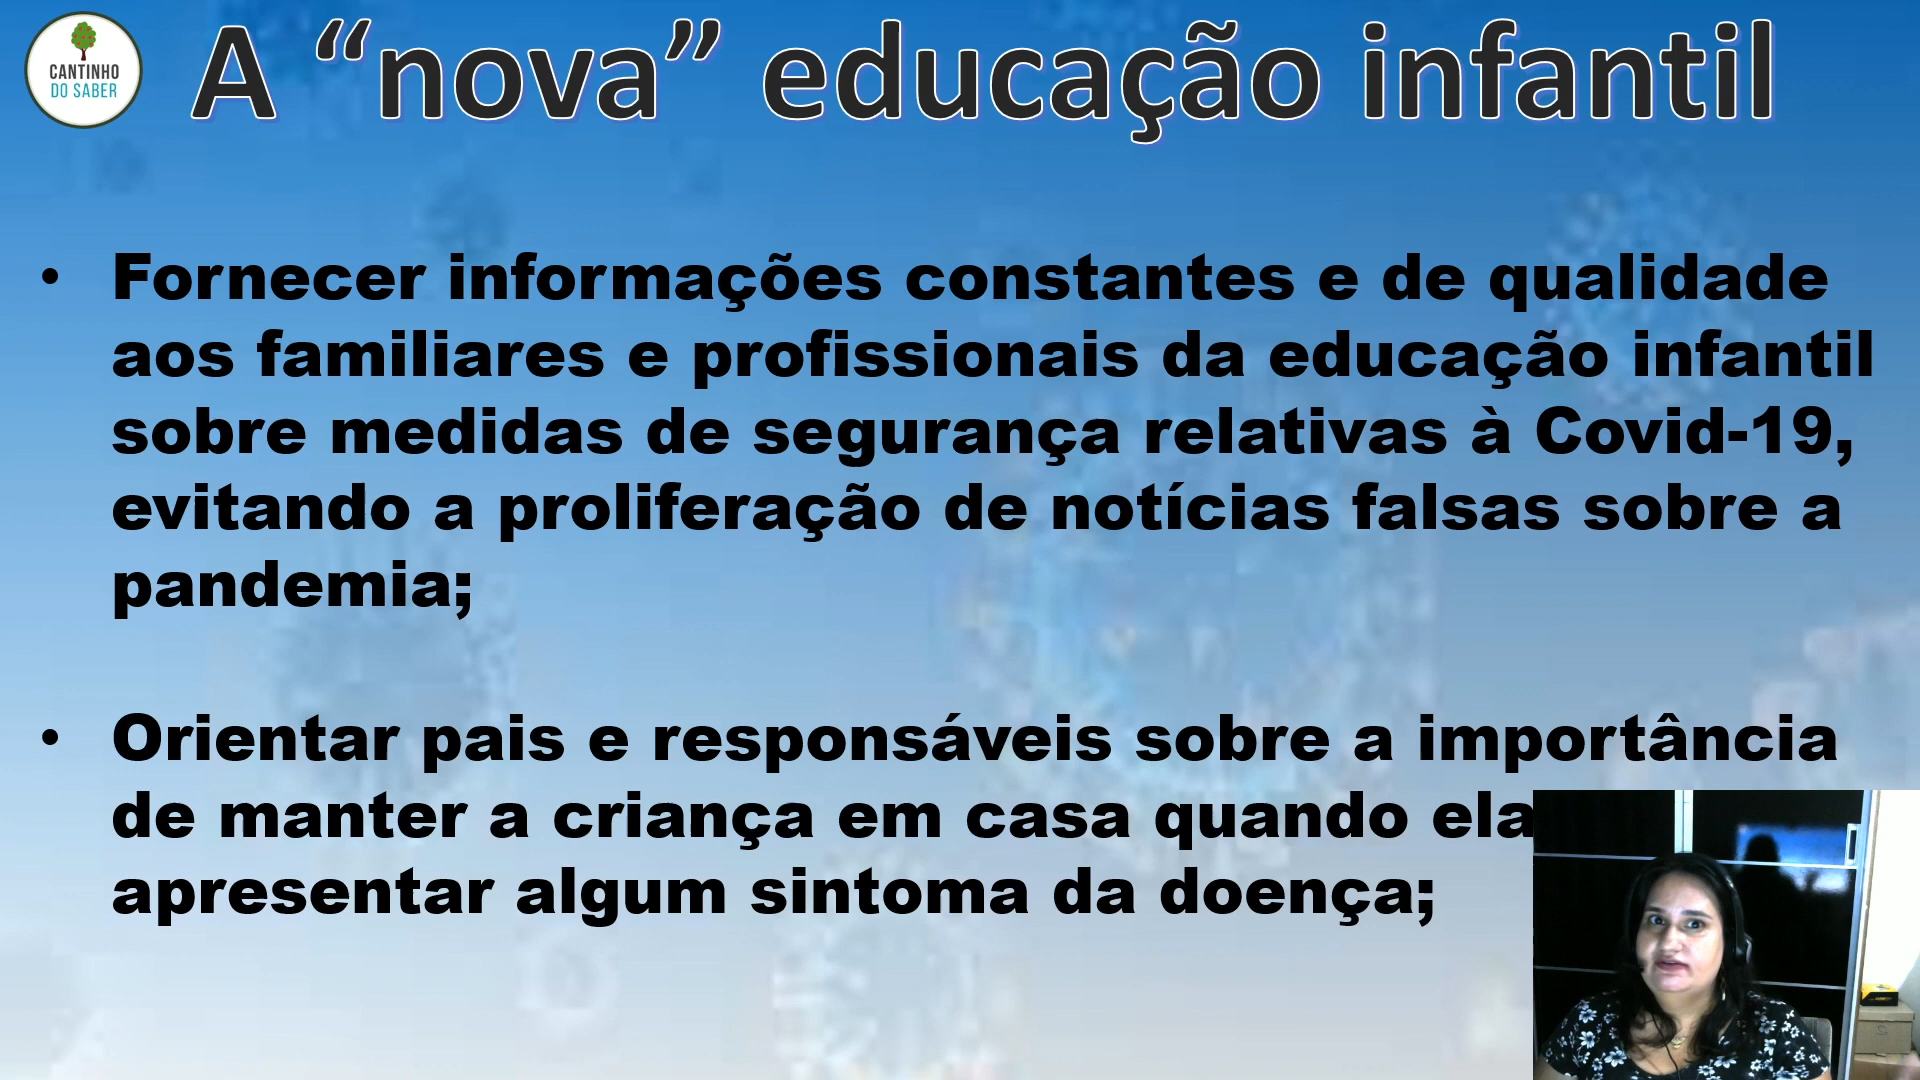 CANTINHO
DO SABER
A “nova” educação infantil
• Fornecer informações constantes e de qualidade
aos familiares e profissionais da educação infantil
sobre medidas de segurança relativas à Covid-19,
evitando a proliferação de notícias falsas sobre a
pandemia;
• Orientar pais e responsáveis sobre a importância
de manter a criança em casa quando ela
apresentar algum sintoma da doença;